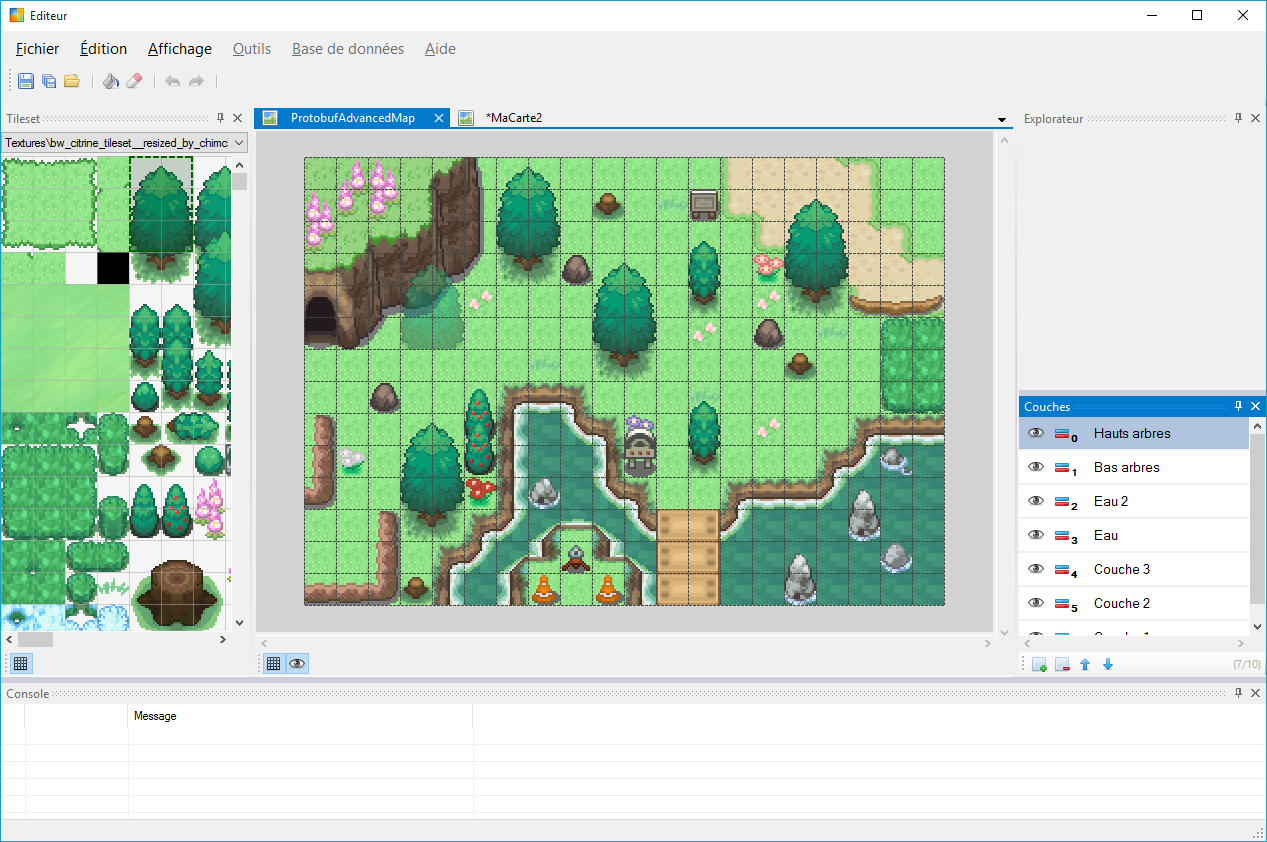 Editeur
Fichier Édition Affichage Outils Base de données Aide
Tileset
Textures\bw_citrine_tileset__resized_by_chimc
ProtobufAdvancedMap
*MaCarte2
Explorateur
Couches
0 Hauts arbres
1 Bas arbres
2 Eau 2
3 Eau
4 Couche 3
5 Couche 2
(7/10)
Console
Message